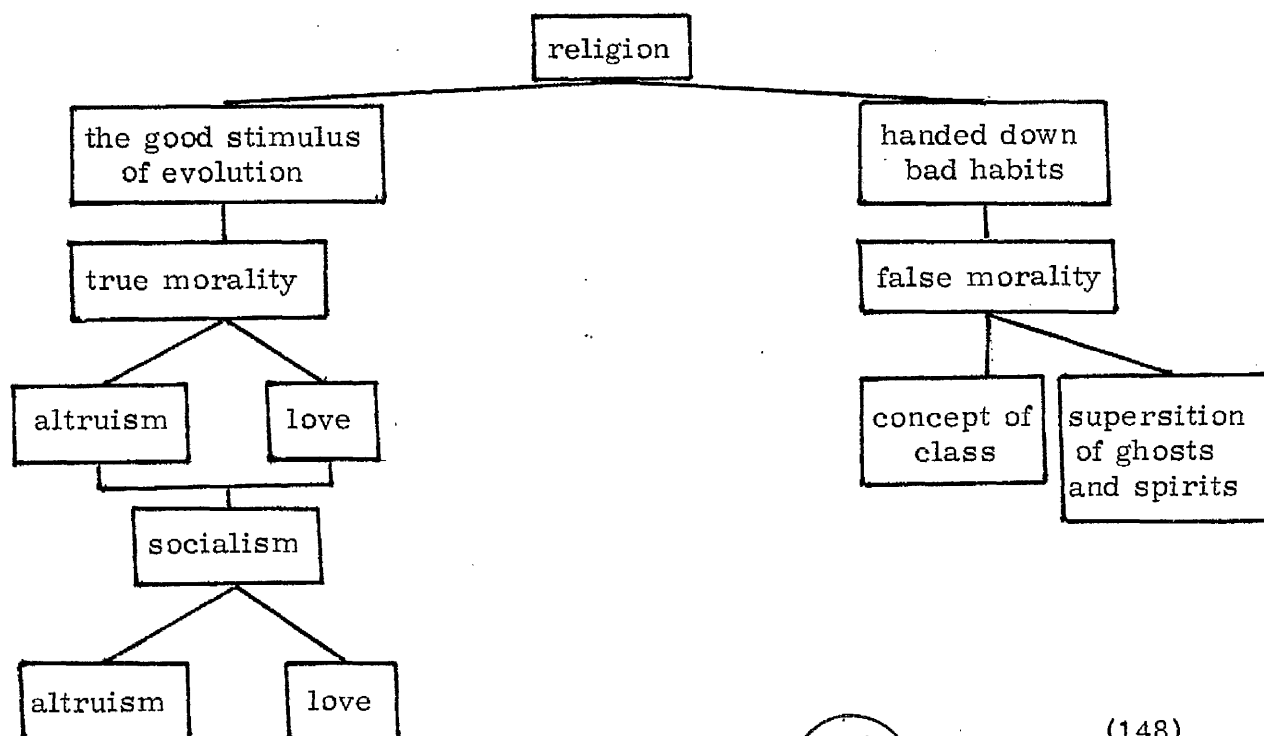 religion
the good stimulus
of evolution
handed down
bad habits
true morality
false morality
altruism
love
concept of
class
supersition
of ghosts
and spirits
socialism
altruism
love
(148)